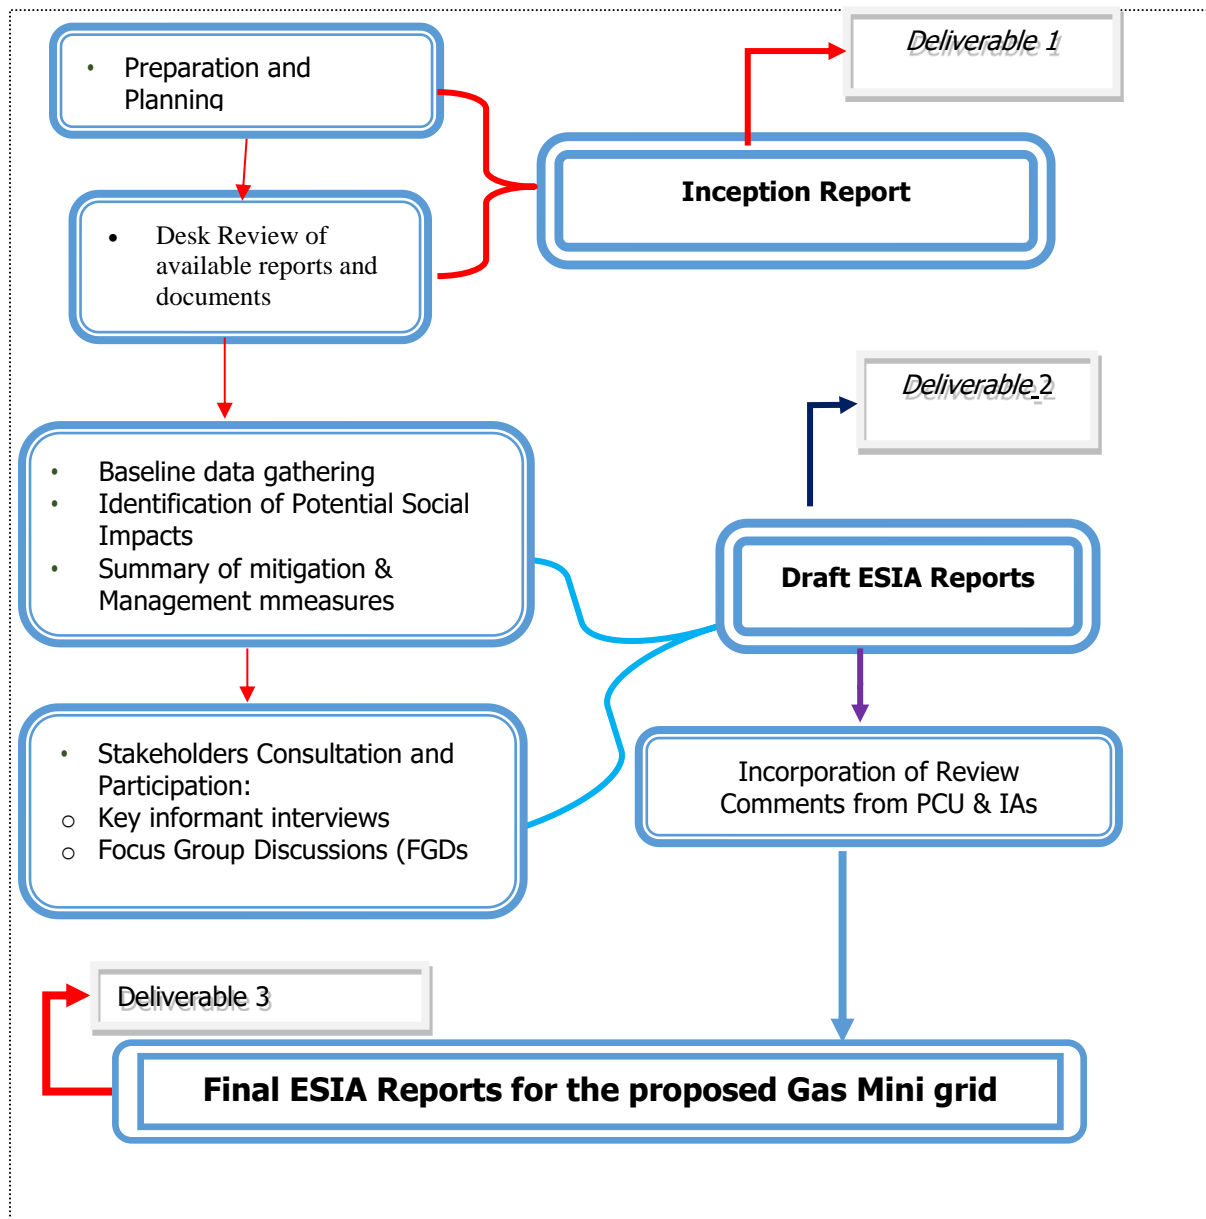 • Preparation and
Planning
Deliverable 1
Inception Report
• Desk Review of
available reports and
documents
Deliverable 2
• Baseline data gathering
• Identification of Potential Social
Impacts
• Summary of mitigation &
Management mmeasures
Draft ESIA Reports
• Stakeholders Consultation and
Participation:
o Key informant interviews
o Focus Group Discussions (FGDs
Incorporation of Review
Comments from PCU & IAs
Deliverable 3
Final ESIA Reports for the proposed Gas Mini grid